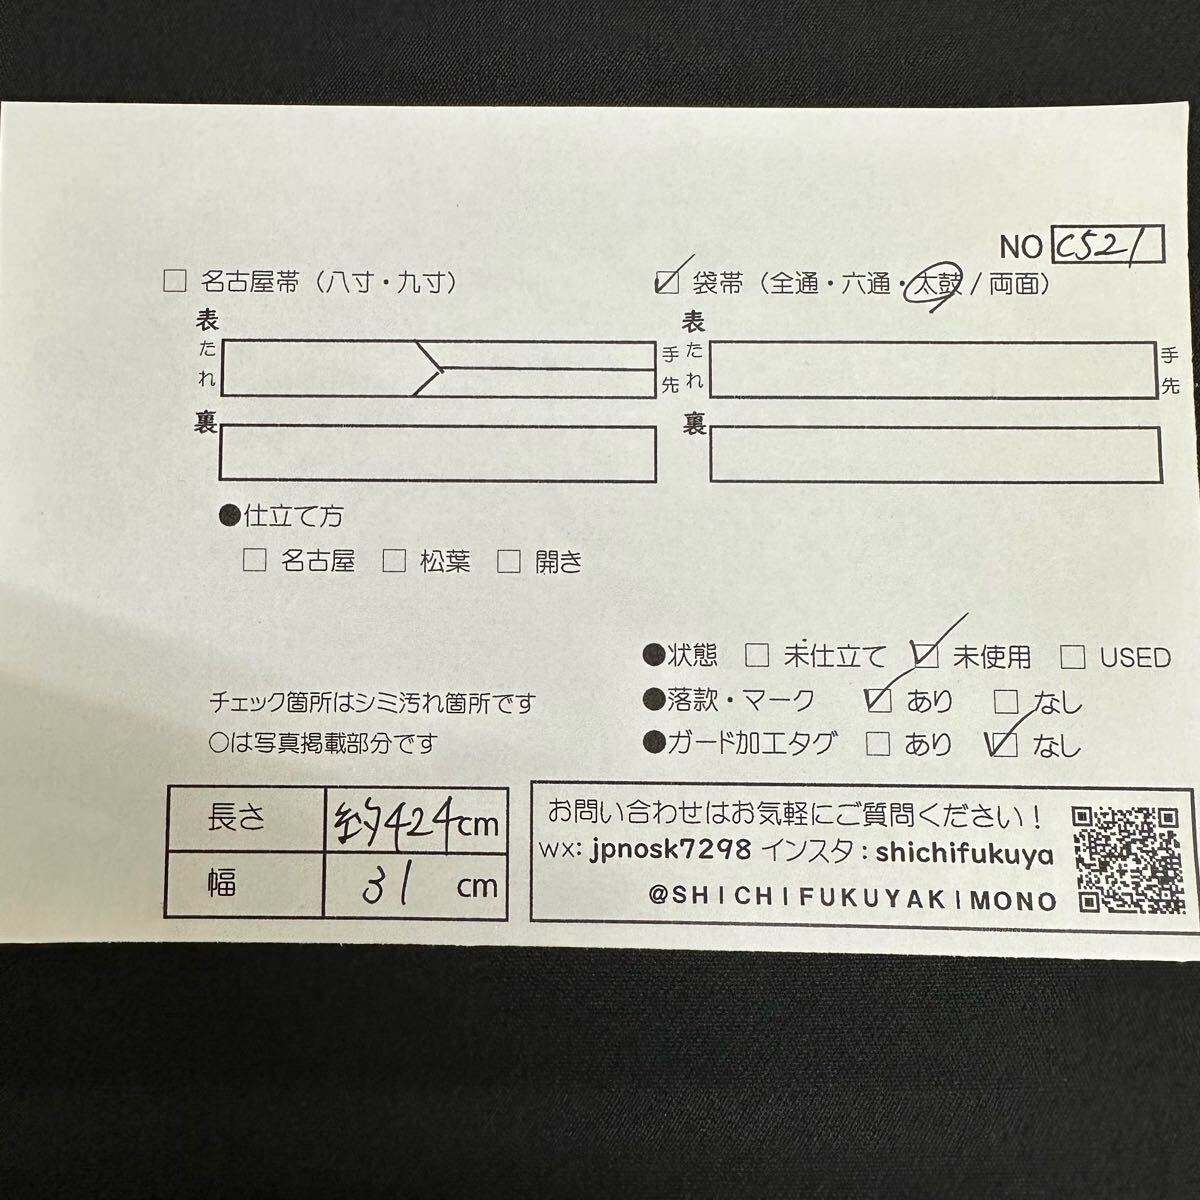 NO C521
□ 名古屋帯（八寸・九寸）
☑ 袋帯（全通・六通・太鼓/両面）
表
たれ
手先
裏
表
たれ
手先
裏
●仕立て方
□ 名古屋 □ 松葉 □ 開き
●状態 □ 未仕立て ☑ 未使用 □ USED
●落款・マーク ☑ あり □ なし
●ガード加工タグ □ あり ☑ なし
チェック箇所はシミ汚れ箇所です
○は写真掲載部分です
長さ 約424cm
幅 31 cm
お問い合わせはお気軽にご質問ください！
wx: jpnosk7298 インスタ：shichifukuya
@SHICHIFUKUYAKIMONO